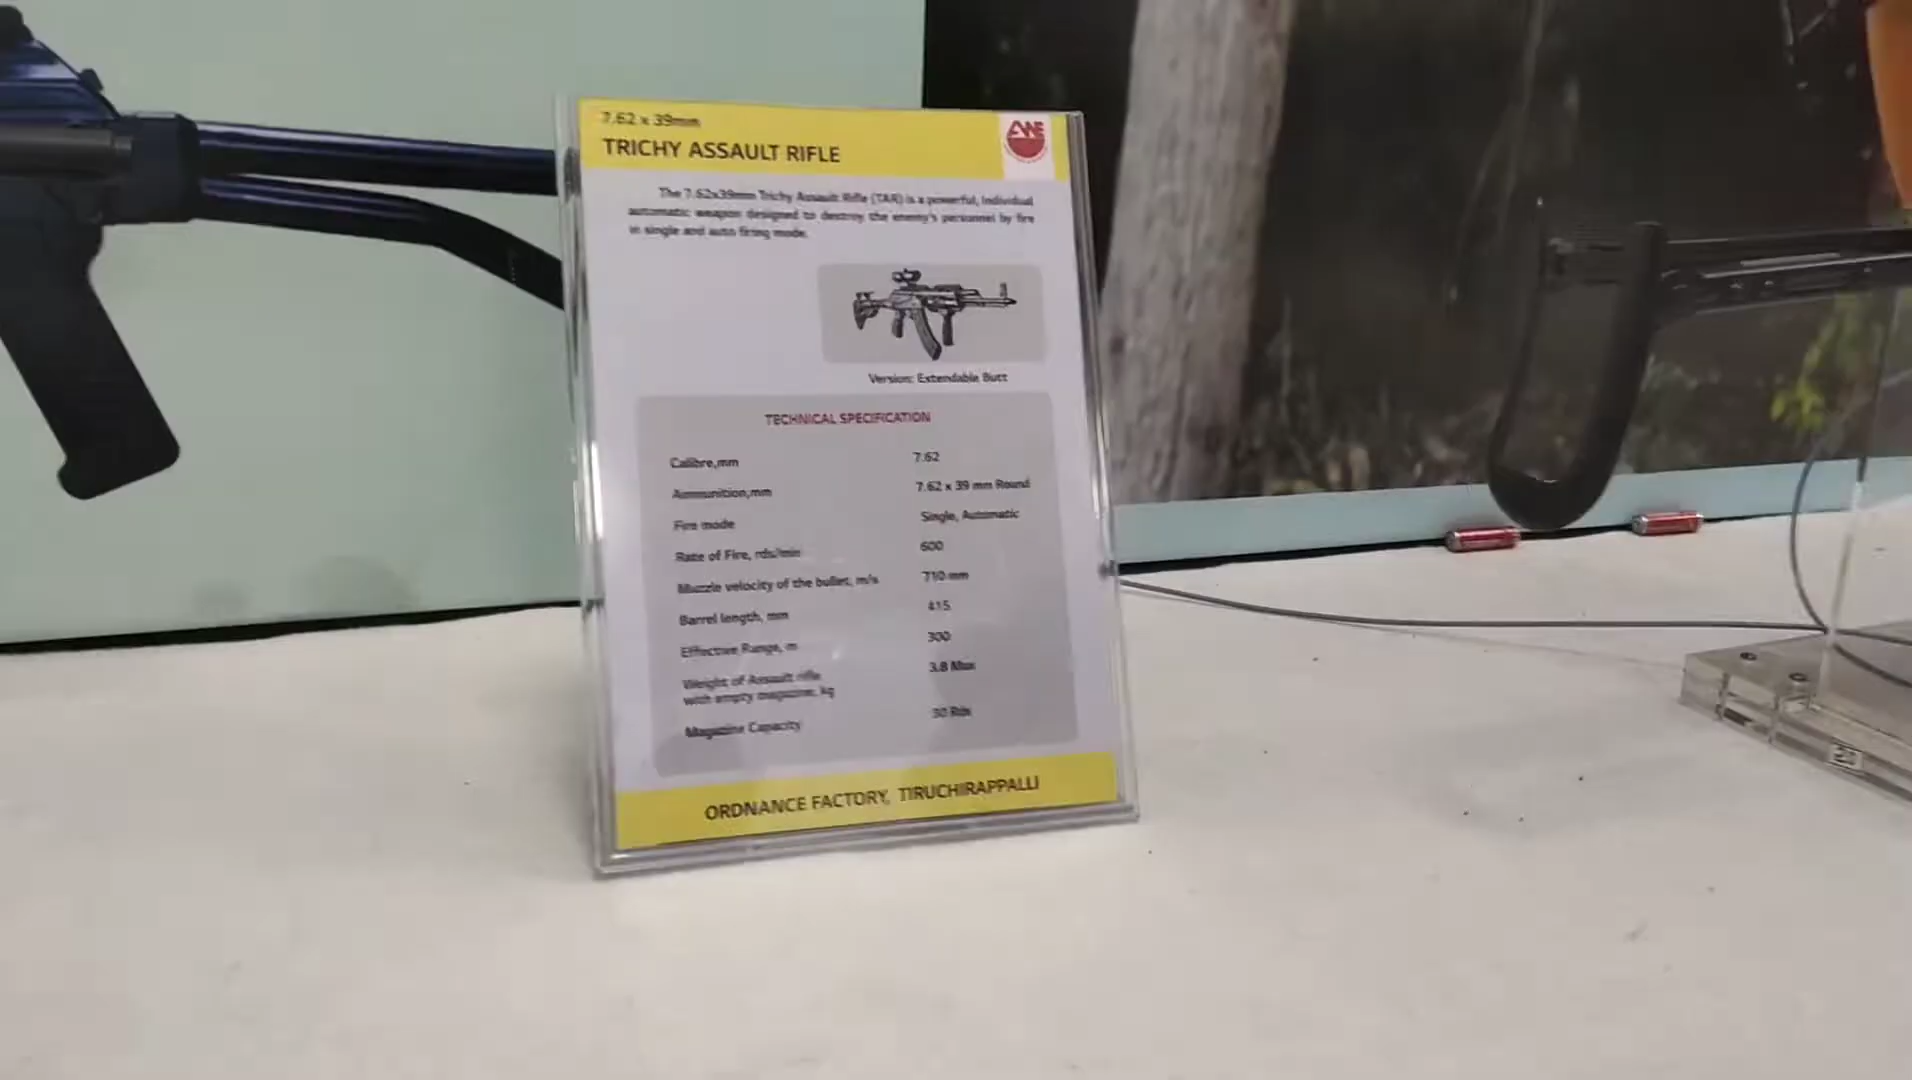 7.62 x 39mm
TRICHY ASSAULT RIFLE
AWE
The 7.62x39mm Trichy Assault Rifle (TAR) is a powerful, individual
automatic weapon designed to destroy the enemy's personnel by fire
in single and auto firing mode.
Version: Extendable Butt
TECHNICAL SPECIFICATION
Calibre,mm 7.62
Ammunition,mm 7.62 x 39 mm Round
Fire mode Single, Automatic
Rate of Fire, rds/min 600
Muzzle velocity of the bullet, m/s 710 mm
Barrel length, mm 415
Effective Range, m 300
Weight of Assault rifle 3.8 Max
with empty magazine, kg
Magazine Capacity 30 Rds
ORDNANCE FACTORY, TIRUCHIRAPPALLI